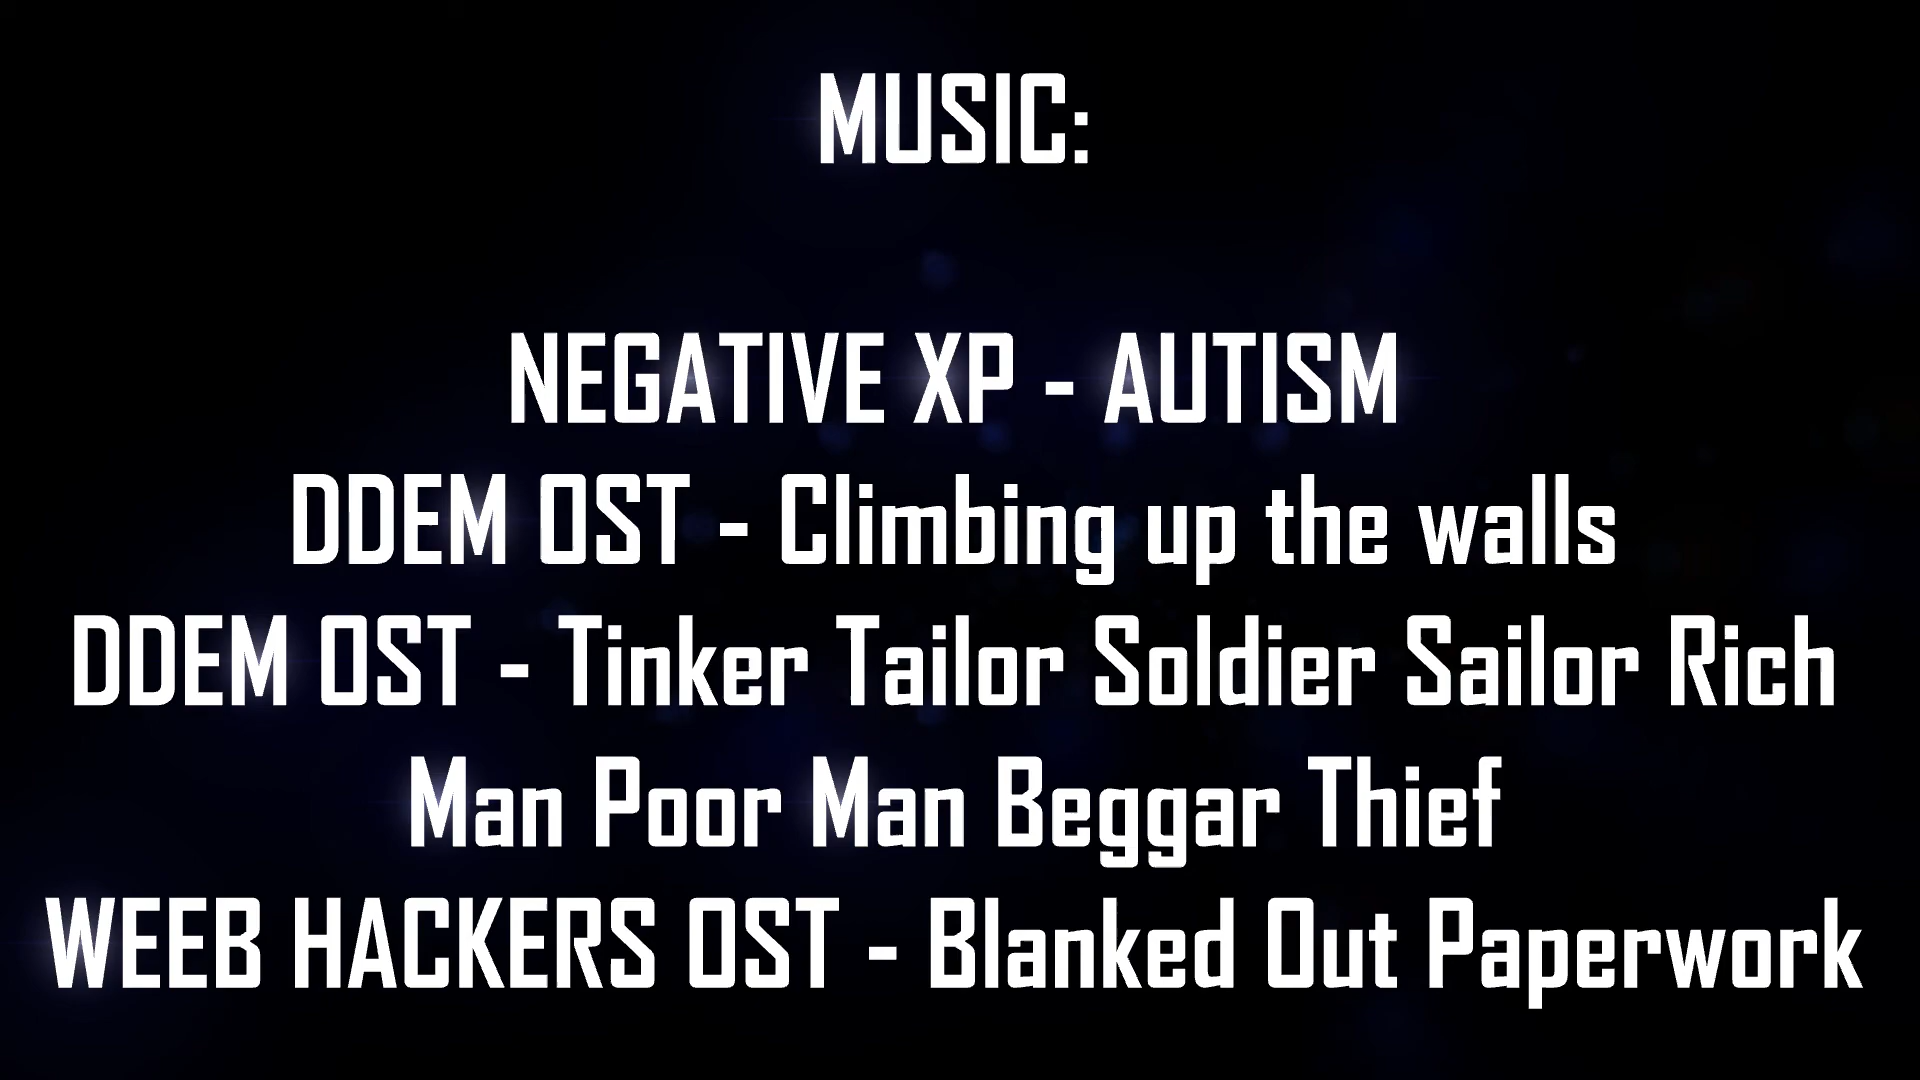 MUSIC:
NEGATIVE XP - AUTISM
DDEM OST - Climbing up the walls
DDEM OST - Tinker Tailor Soldier Sailor Rich
Man Poor Man Beggar Thief
WEEB HACKERS OST - Blanked Out Paperwork